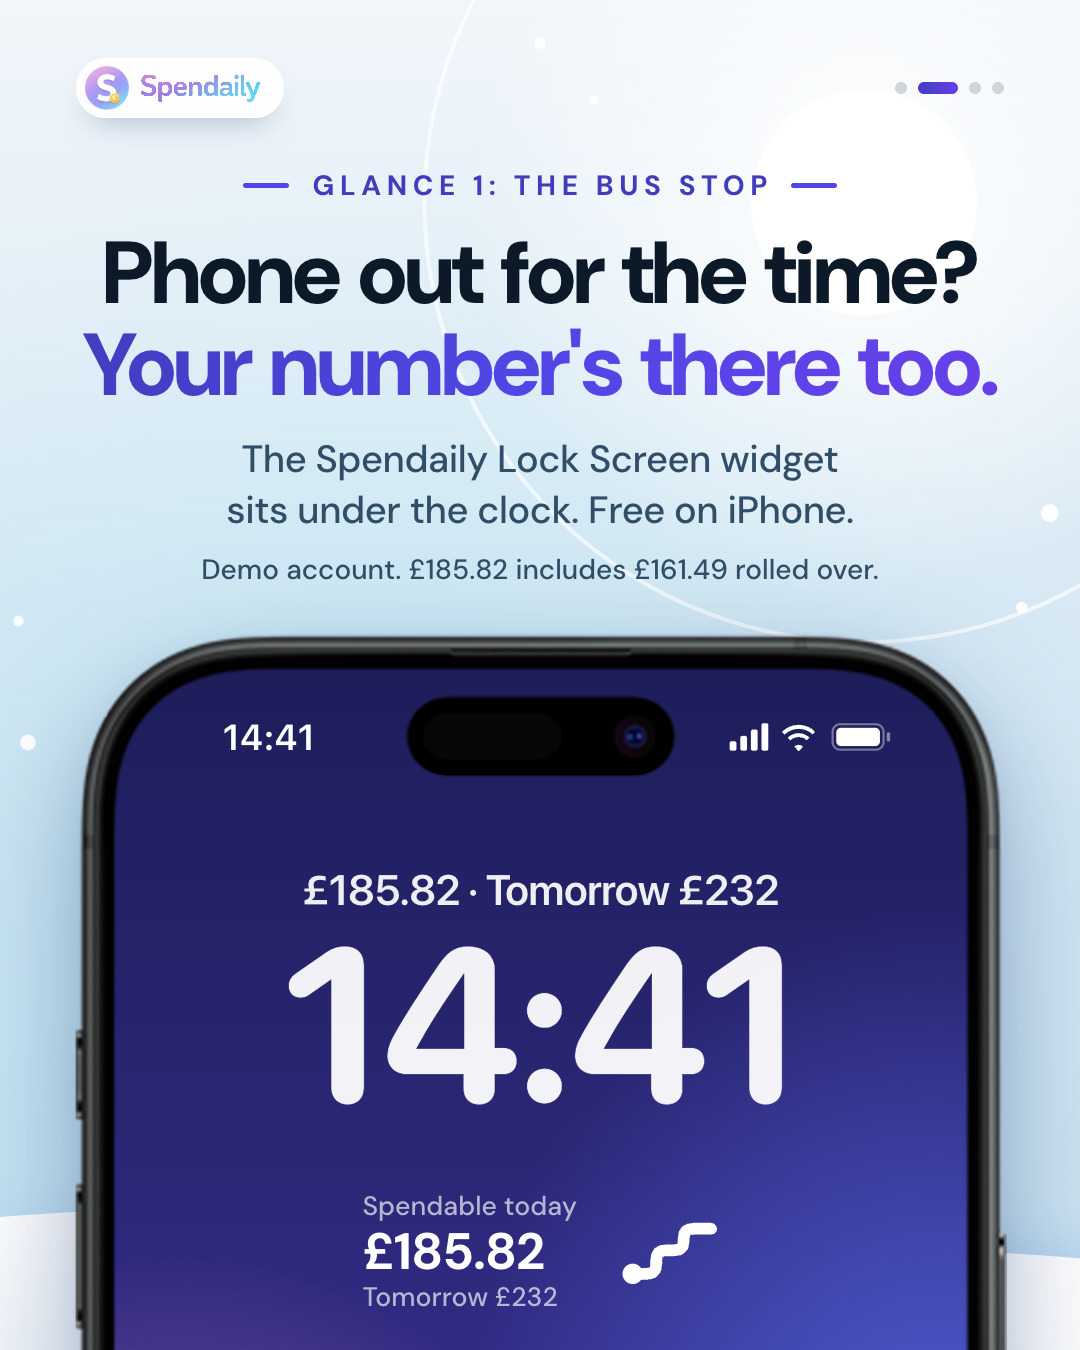 Spendaily
GLANCE 1: THE BUS STOP
Phone out for the time?
Your number's there too.
The Spendaily Lock Screen widget
sits under the clock. Free on iPhone.
Demo account. £185.82 includes £161.49 rolled over.
14:41
£185.82 · Tomorrow £232
14:41
Spendable today
£185.82
Tomorrow £232